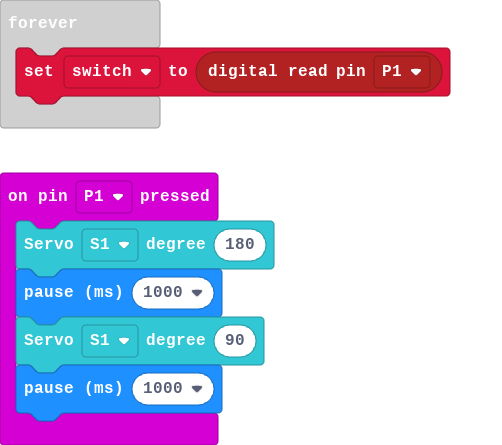 forever
set switch to digital read pin P1
on pin P1 pressed
Servo S1 degree 180
pause (ms) 1000
Servo S1 degree 90
pause (ms) 1000